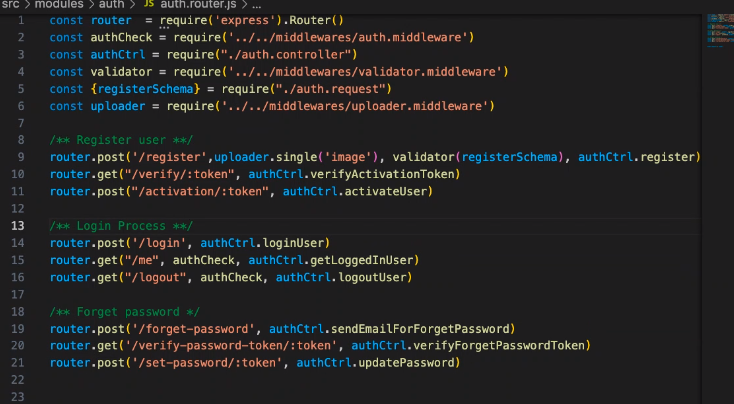 src > modules > auth > JS auth.router.js > ...
1 const router  = require('express').Router()
2 const authCheck = require('../../middlewares/auth.middleware')
3 const authCtrl = require("./auth.controller")
4 const validator = require('../../middlewares/validator.middleware')
5 const {registerSchema} = require("./auth.request")
6 const uploader = require('../../middlewares/uploader.middleware')
7
8 /** Register user **/
9 router.post('/register',uploader.single('image'), validator(registerSchema), authCtrl.register)
10 router.get("/verify/:token", authCtrl.verifyActivationToken)
11 router.post("/activation/:token", authCtrl.activateUser)
12
13 /** Login Process **/
14 router.post('/login', authCtrl.loginUser)
15 router.get("/me", authCheck, authCtrl.getLoggedInUser)
16 router.get("/logout", authCheck, authCtrl.logoutUser)
17
18 /** Forget password */
19 router.post('/forget-password', authCtrl.sendEmailForForgetPassword)
20 router.get('/verify-password-token/:token', authCtrl.verifyForgetPasswordToken)
21 router.post('/set-password/:token', authCtrl.updatePassword)
22
23